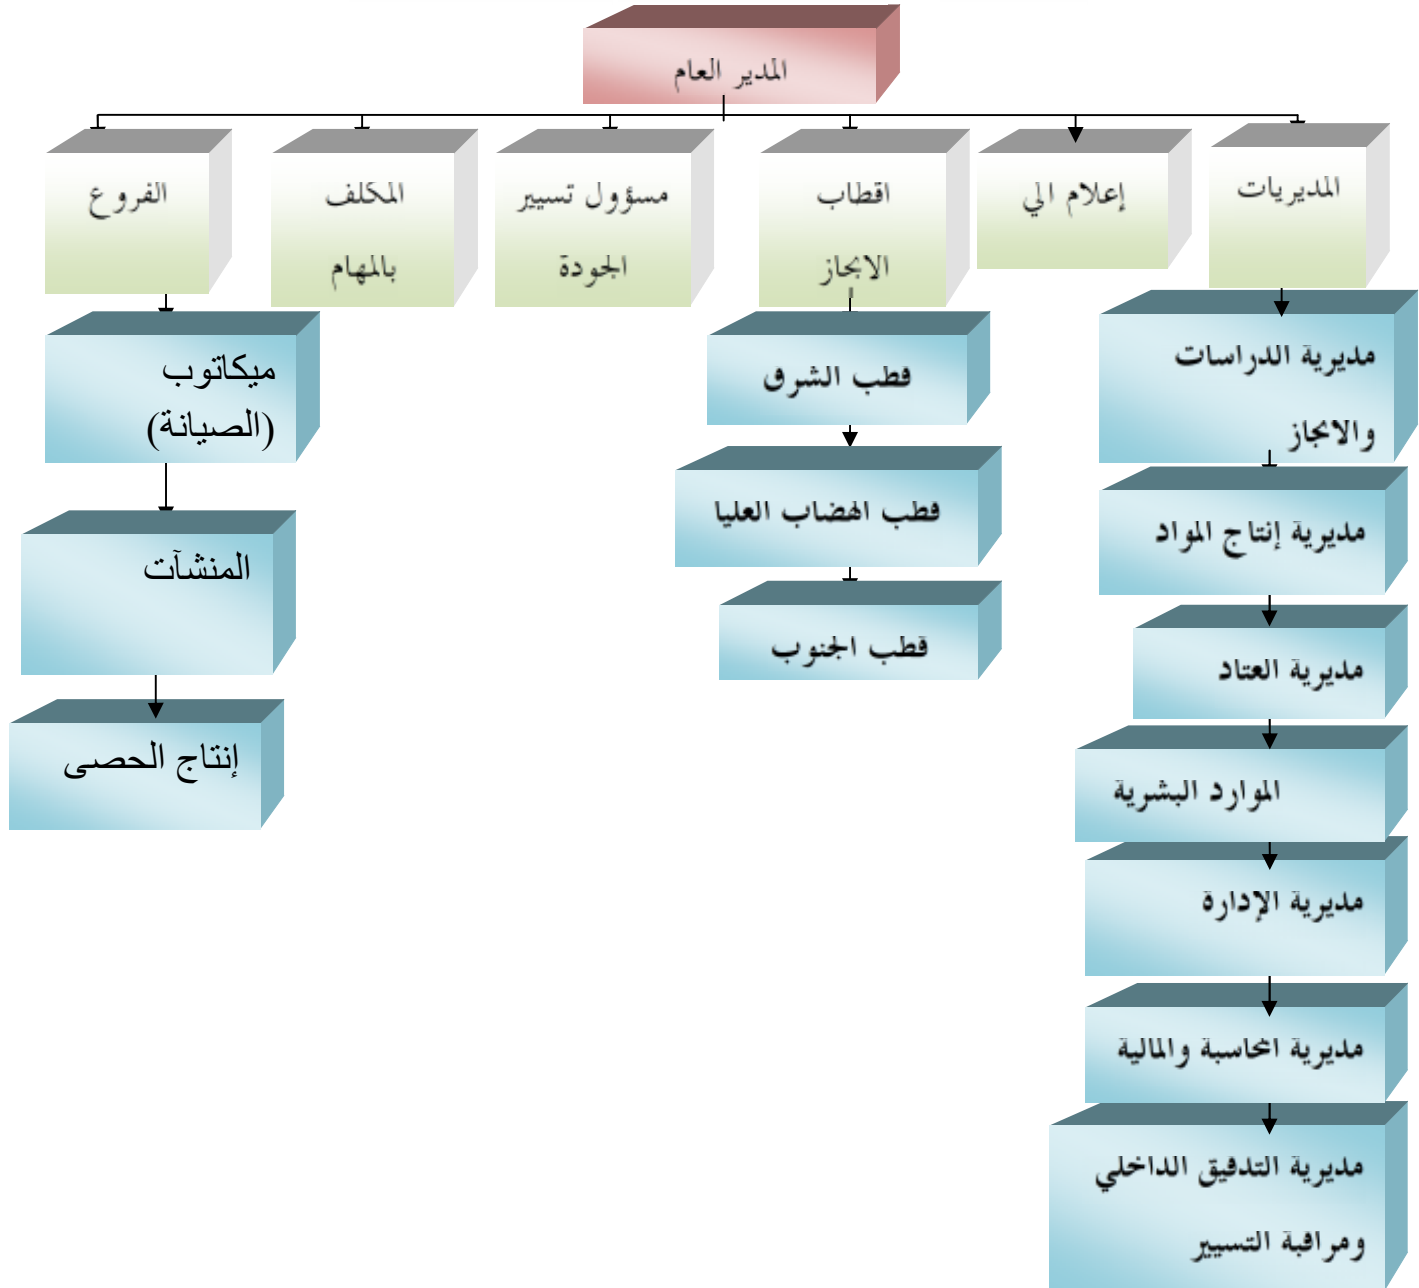 المدير العام
المديريات
إعلام الي
اقطاب
الانجاز
مسؤول تسيير
الجودة
المكلف
بالمهام
الفروع
مديرية الدراسات
والانجاز
مديرية إنتاج المواد
مديرية العتاد
الموارد البشرية
مديرية الإدارة
مديرية المحاسبة والمالية
مديرية التدقيق الداخلي
ومراقبة التسيير
قطب الشرق
قطب الهضاب العليا
قطب الجنوب
ميكاتوب
(الصيانة)
المنشآت
إنتاج الحصى